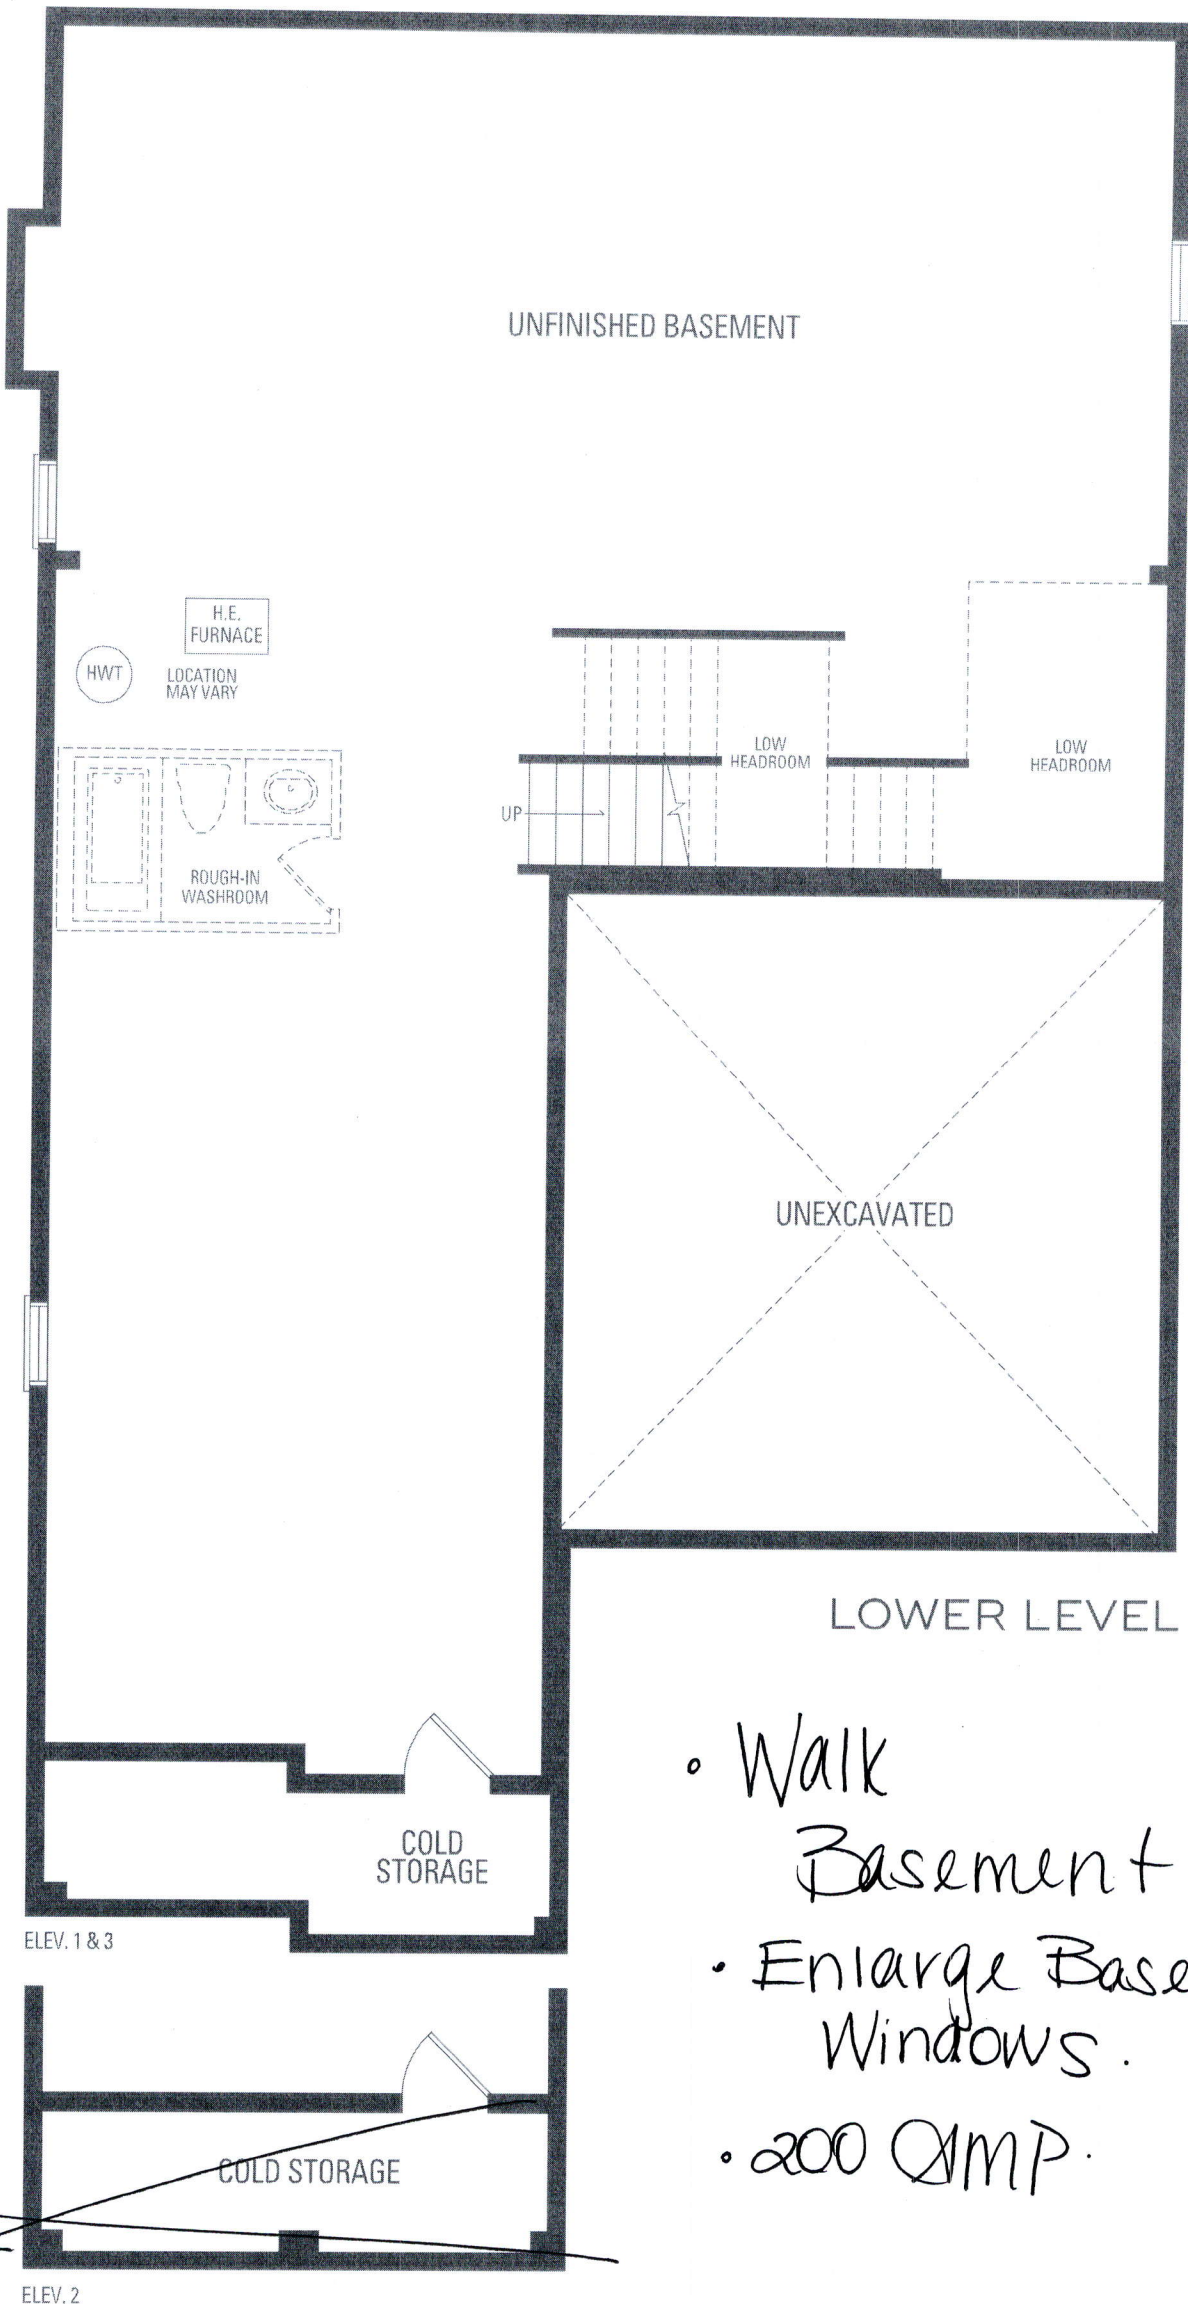 UNFINISHED BASEMENT
H.E.
FURNACE
HWT
LOCATION
MAY VARY
LOW
HEADROOM
LOW
HEADROOM
UP
ROUGH-IN
WASHROOM
UNEXCAVATED
LOWER LEVEL
• Walk
Basement
COLD
STORAGE
ELEV. 1 & 3
• Enlarge Base
Windows.
• 200 AMP.
COLD STORAGE
ELEV. 2